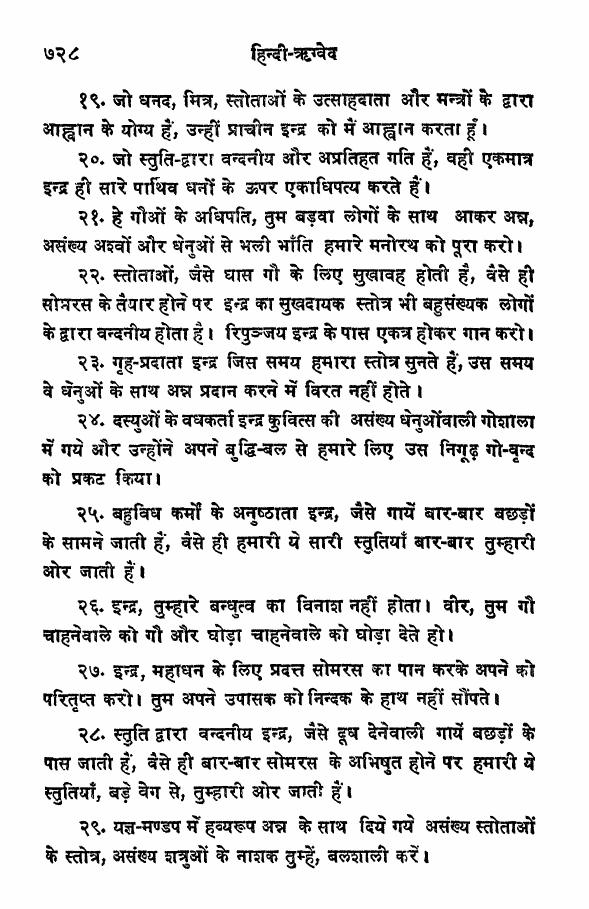 ७२८ हिन्दी-ऋग्वेद
१९. जो धनद, मित्र, स्तोताओं के उत्साहदाता और मन्त्रों के द्वारा
आह्वान के योग्य हैं, उन्हीं प्राचीन इन्द्र को मैं आह्वान करता हूँ।
२०. जो स्तुति-द्वारा वन्दनीय और अप्रतिहत गति हैं, वही एकमात्र
इन्द्र ही सारे पार्थिव धनों के ऊपर एकाधिपत्य करते हैं।
२१. हे गौओं के अधिपति, तुम बड़वा लोगों के साथ आकर अन्न,
असंख्य अश्वों और धेनुओं से भली भाँति हमारे मनोरथ को पूरा करो।
२२. स्तोताओं, जैसे घास गौ के लिए सुखावह होती है, वैसे ही
सोमरस के तैयार होने पर इन्द्र का सुखदायक स्तोत्र भी बहुसंख्यक लोगों
के द्वारा वन्दनीय होता है। रिपुञ्जय इन्द्र के पास एकत्र होकर गान करो।
२३. गृह-प्रदाता इन्द्र जिस समय हमारा स्तोत्र सुनते हैं, उस समय
वे धेनुओं के साथ अन्न प्रदान करने में विरत नहीं होते।
२४. दस्युओं के वधकर्ता इन्द्र कुवित्स की असंख्य धेनुओंवाली गोशाला
में गये और उन्होंने अपने बुद्धि-बल से हमारे लिए उस निगूढ़ गो-वृन्द
को प्रकट किया।
२५. बहुविध कर्मों के अनुष्ठाता इन्द्र, जैसे गायें बार-बार बछड़ों
के सामने जाती हैं, वैसे ही हमारी ये सारी स्तुतियाँ बार-बार तुम्हारी
ओर जाती हैं।
२६. इन्द्र, तुम्हारे बन्धुत्व का विनाश नहीं होता। वीर, तुम गौ
चाहनेवाले को गौ और घोड़ा चाहनेवाले को घोड़ा देते हो।
२७. इन्द्र, महाधन के लिए प्रदत्त सोमरस का पान करके अपने को
परितृप्त करो। तुम अपने उपासक को निन्दक के हाथ नहीं सौंपते।
२८. स्तुति द्वारा वन्दनीय इन्द्र, जैसे दूध देनेवाली गायें बछड़ों के
पास जाती हैं, वैसे ही बार-बार सोमरस के अभिषुत होने पर हमारी ये
स्तुतियाँ, बड़े वेग से, तुम्हारी ओर जाती हैं।
२९. यज्ञ-मण्डप में हव्यरूप अन्न के साथ दिये गये असंख्य स्तोताओं
के स्तोत्र, असंख्य शत्रुओं के नाशक तुम्हें, बलशाली करें।